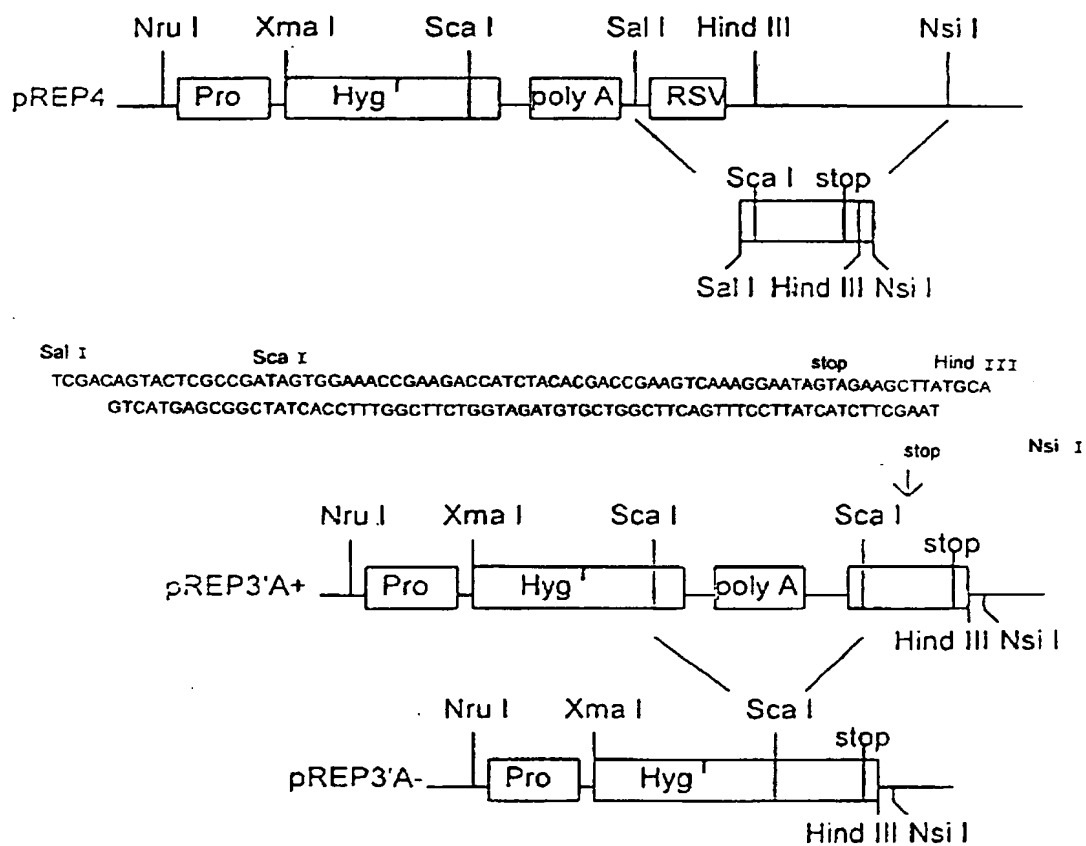 Nru I Xma I Sca I Sal I Hind III Nsi I
pREP4 Pro Hyg r poly A RSV
Sca I stop
Sal I Hind III Nsi I
Sal I Sca I stop Hind III
TCGACAGTACTCGCCGATAGTGGAAACCGAAGACCATCTACACGACCGAAGTCAAAGGAATAGTAGAAGCTTATGCA
GTCATGAGCGGCTATCACCTTTGGCTTCTGGTAGATGTGCTGGCTTCAGTTTCCTTATCATCTTCGAAT
stop Nsi I
Nru I Xma I Sca I Sca I stop
pREP3'A+ Pro Hyg r poly A
Hind III Nsi I
Nru I Xma I Sca I stop
pREP3'A- Pro Hyg r
Hind III Nsi I